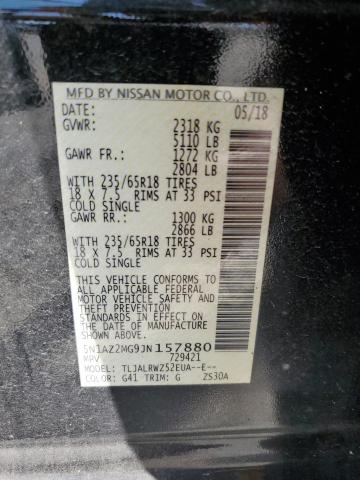 MFD BY NISSAN MOTOR CO., LTD.
DATE: 05/18
GVWR: 2318 KG
5110 LB
GAWR FR.: 1272 KG
2804 LB
WITH 235/65R18 TIRES
18 X 7.5 RIMS AT 33 PSI
COLD SINGLE
GAWR RR.: 1300 KG
2866 LB
WITH 235/65R18 TIRES
18 X 7.5 RIMS AT 33 PSI
COLD SINGLE
THIS VEHICLE CONFORMS TO
ALL APPLICABLE FEDERAL
MOTOR VEHICLE SAFETY
AND THEFT PREVENTION
STANDARDS IN EFFECT ON
THE DATE OF MANUFACTURE
SHOWN ABOVE
5N1AZ2MG9JN157880
MPV 729421
MODEL: TLJALRWZ52EUA--E--
COLOR: G41 TRIM: G ZS30A